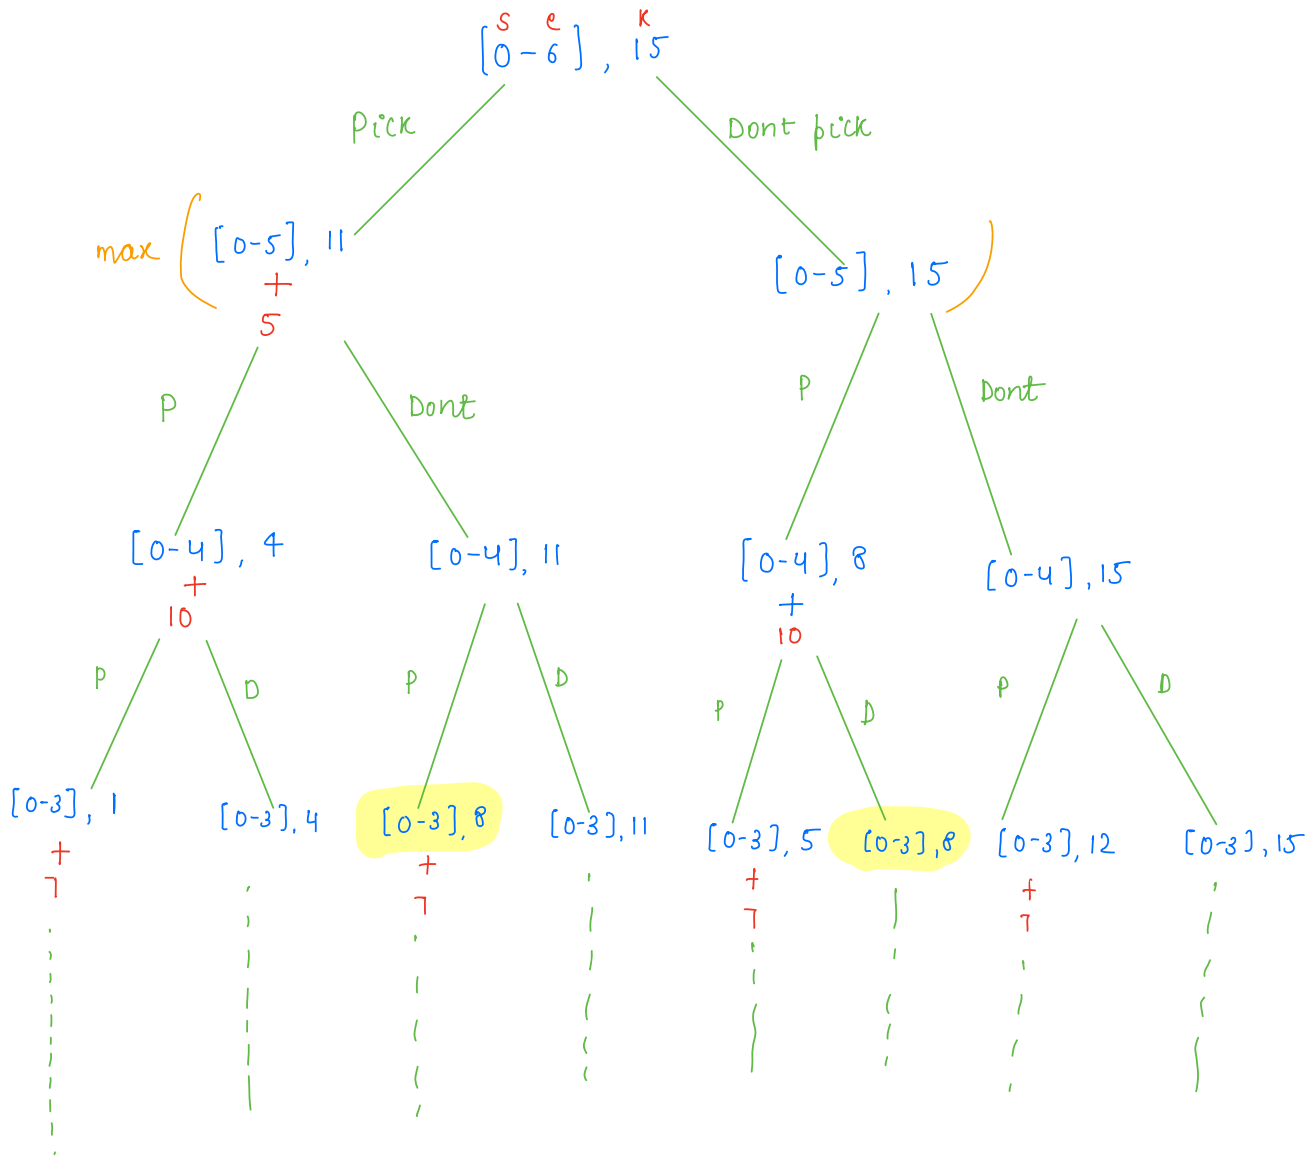 s e k
[0-6], 15
Pick
Dont pick
max ( [0-5], 11
+
5
[0-5], 15 )
P
Dont
P
Dont
[0-4], 4
+
10
[0-4], 11
[0-4], 8
+
10
[0-4], 15
P
D
P
D
P
D
P
D
[0-3], 1
+
7
[0-3], 4
[0-3], 8
+
7
[0-3], 11
[0-3], 5
+
7
[0-3], 8
[0-3], 12
+
7
[0-3], 15